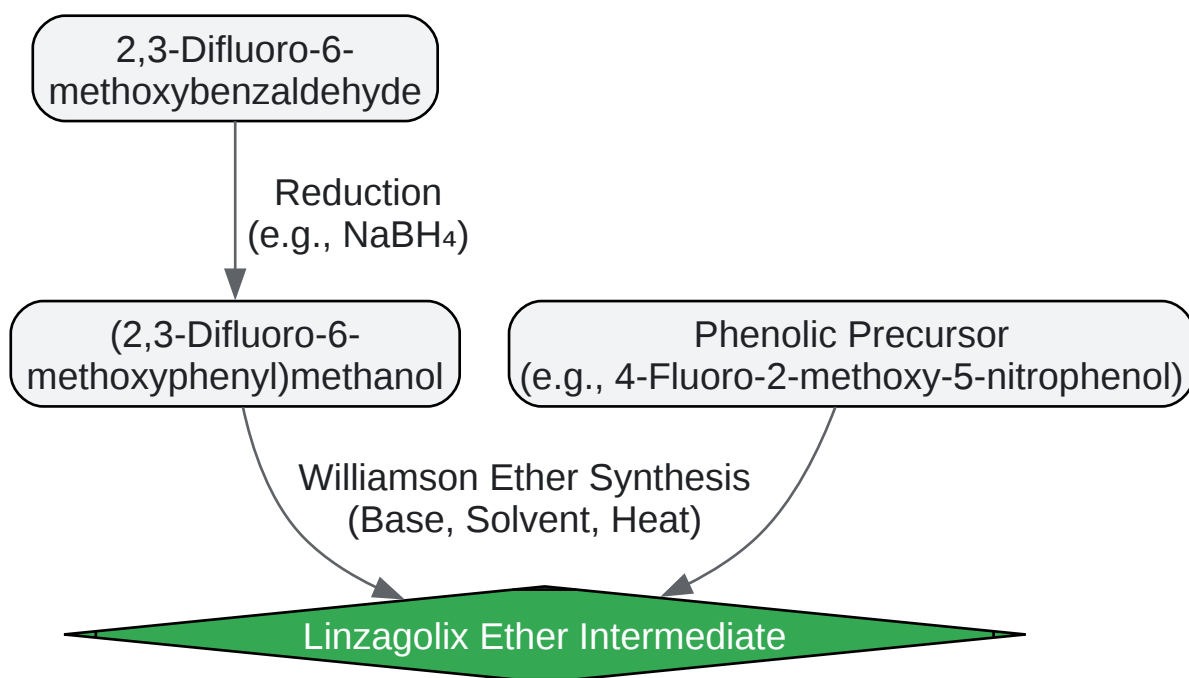 2,3-Difluoro-6-
methoxybenzaldehyde
Reduction
(e.g., NaBH₄)
(2,3-Difluoro-6-
methoxyphenyl)methanol
Phenolic Precursor
(e.g., 4-Fluoro-2-methoxy-5-nitrophenol)
Williamson Ether Synthesis
(Base, Solvent, Heat)
Linzagolix Ether Intermediate